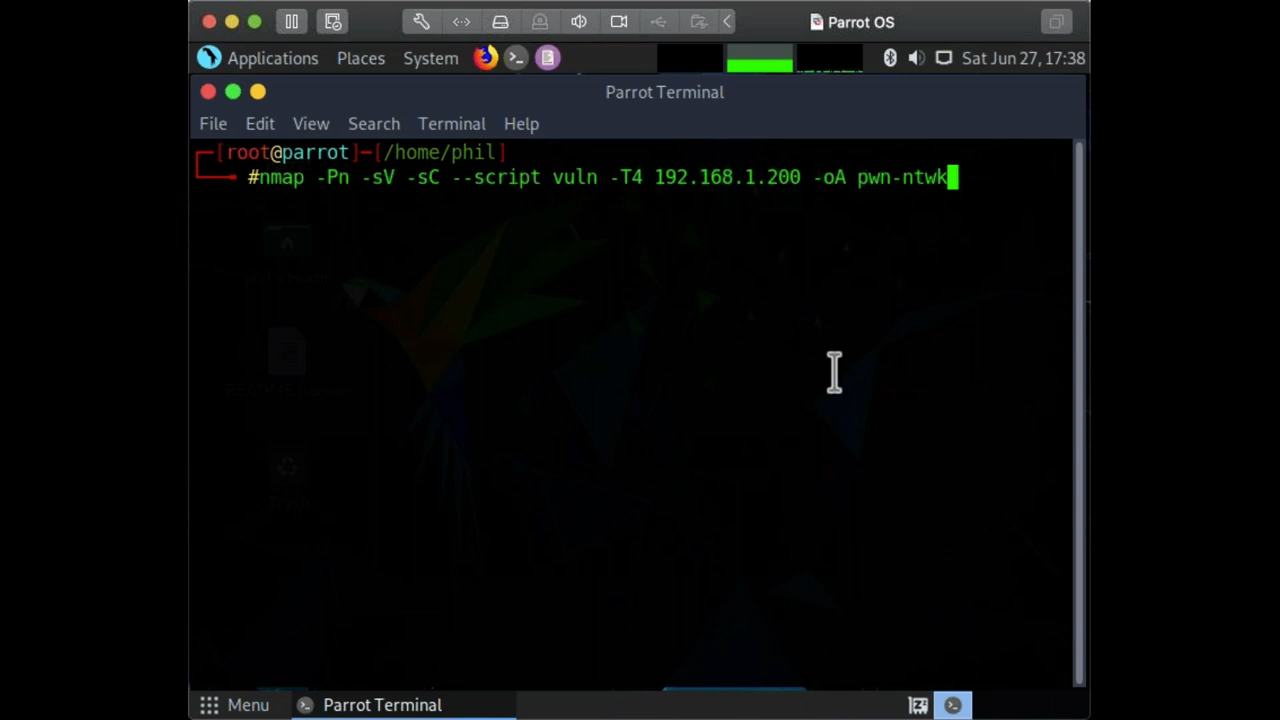 Parrot OS
Applications Places System Sat Jun 27, 17:38
Parrot Terminal
File Edit View Search Terminal Help
[root@parrot]-[/home/phil]
#nmap -Pn -sV -sC --script vuln -T4 192.168.1.200 -oA pwn-ntwk
Trash
Menu Parrot Terminal